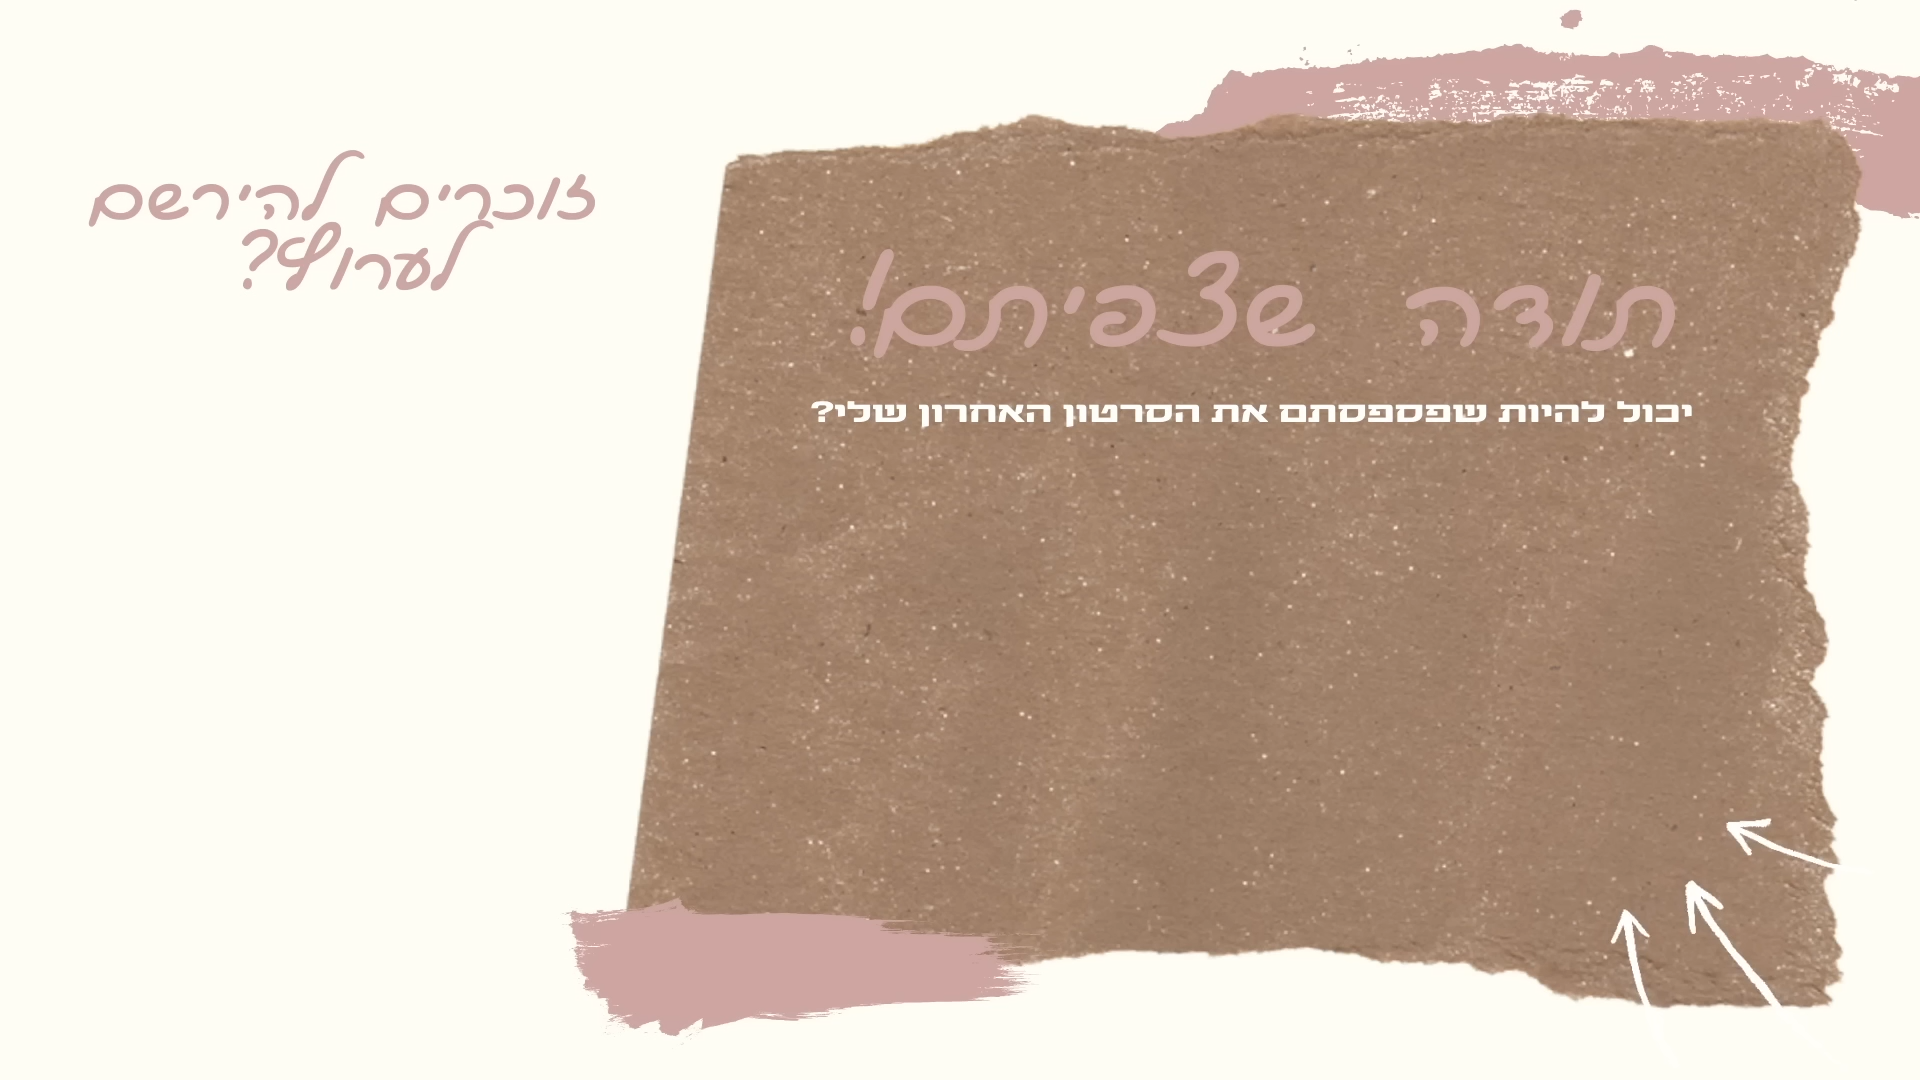 זוכרים להירשם
לערוץ?
תודה שצפיתם!
יכול להיות שפספסתם את הסרטון האחרון שלי?